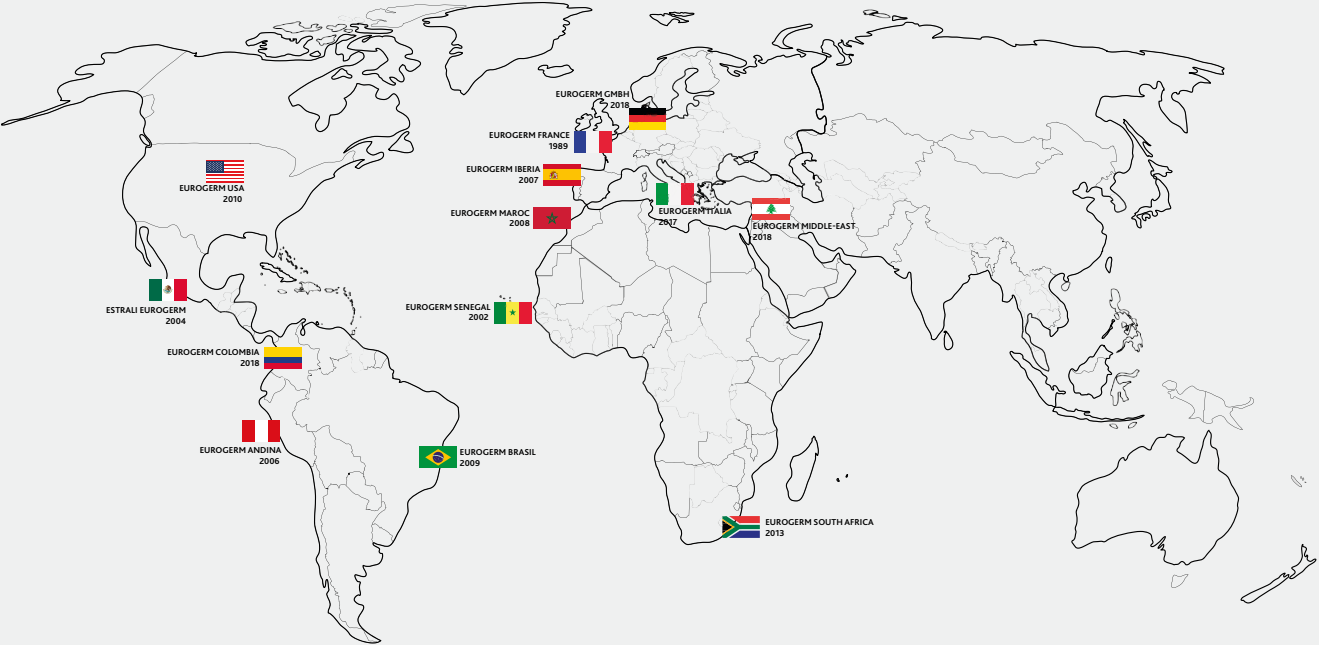 EUROGERM GMBH
2018
EUROGERM FRANCE
1989
EUROGERM USA
2010
EUROGERM IBERIA
2007
EUROGERM MAROC
2008
EUROGERM ITALIA
2017
EUROGERM MIDDLE-EAST
2018
ESTRALI EUROGERM
2004
EUROGERM SENEGAL
2002
EUROGERM COLOMBIA
2018
EUROGERM ANDINA
2006
EUROGERM BRASIL
2009
EUROGERM SOUTH AFRICA
2013